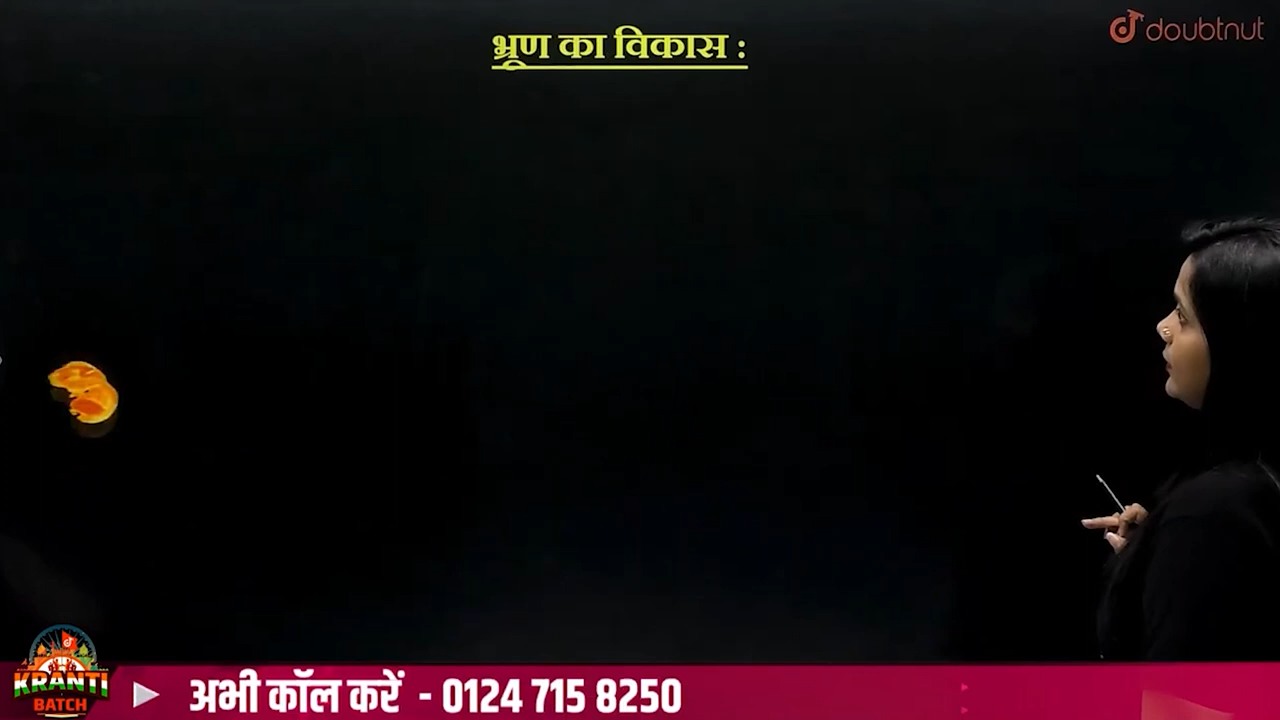 भ्रूण का विकास :
doubtnut
KRANTI
BATCH
अभी कॉल करें - 0124 715 8250